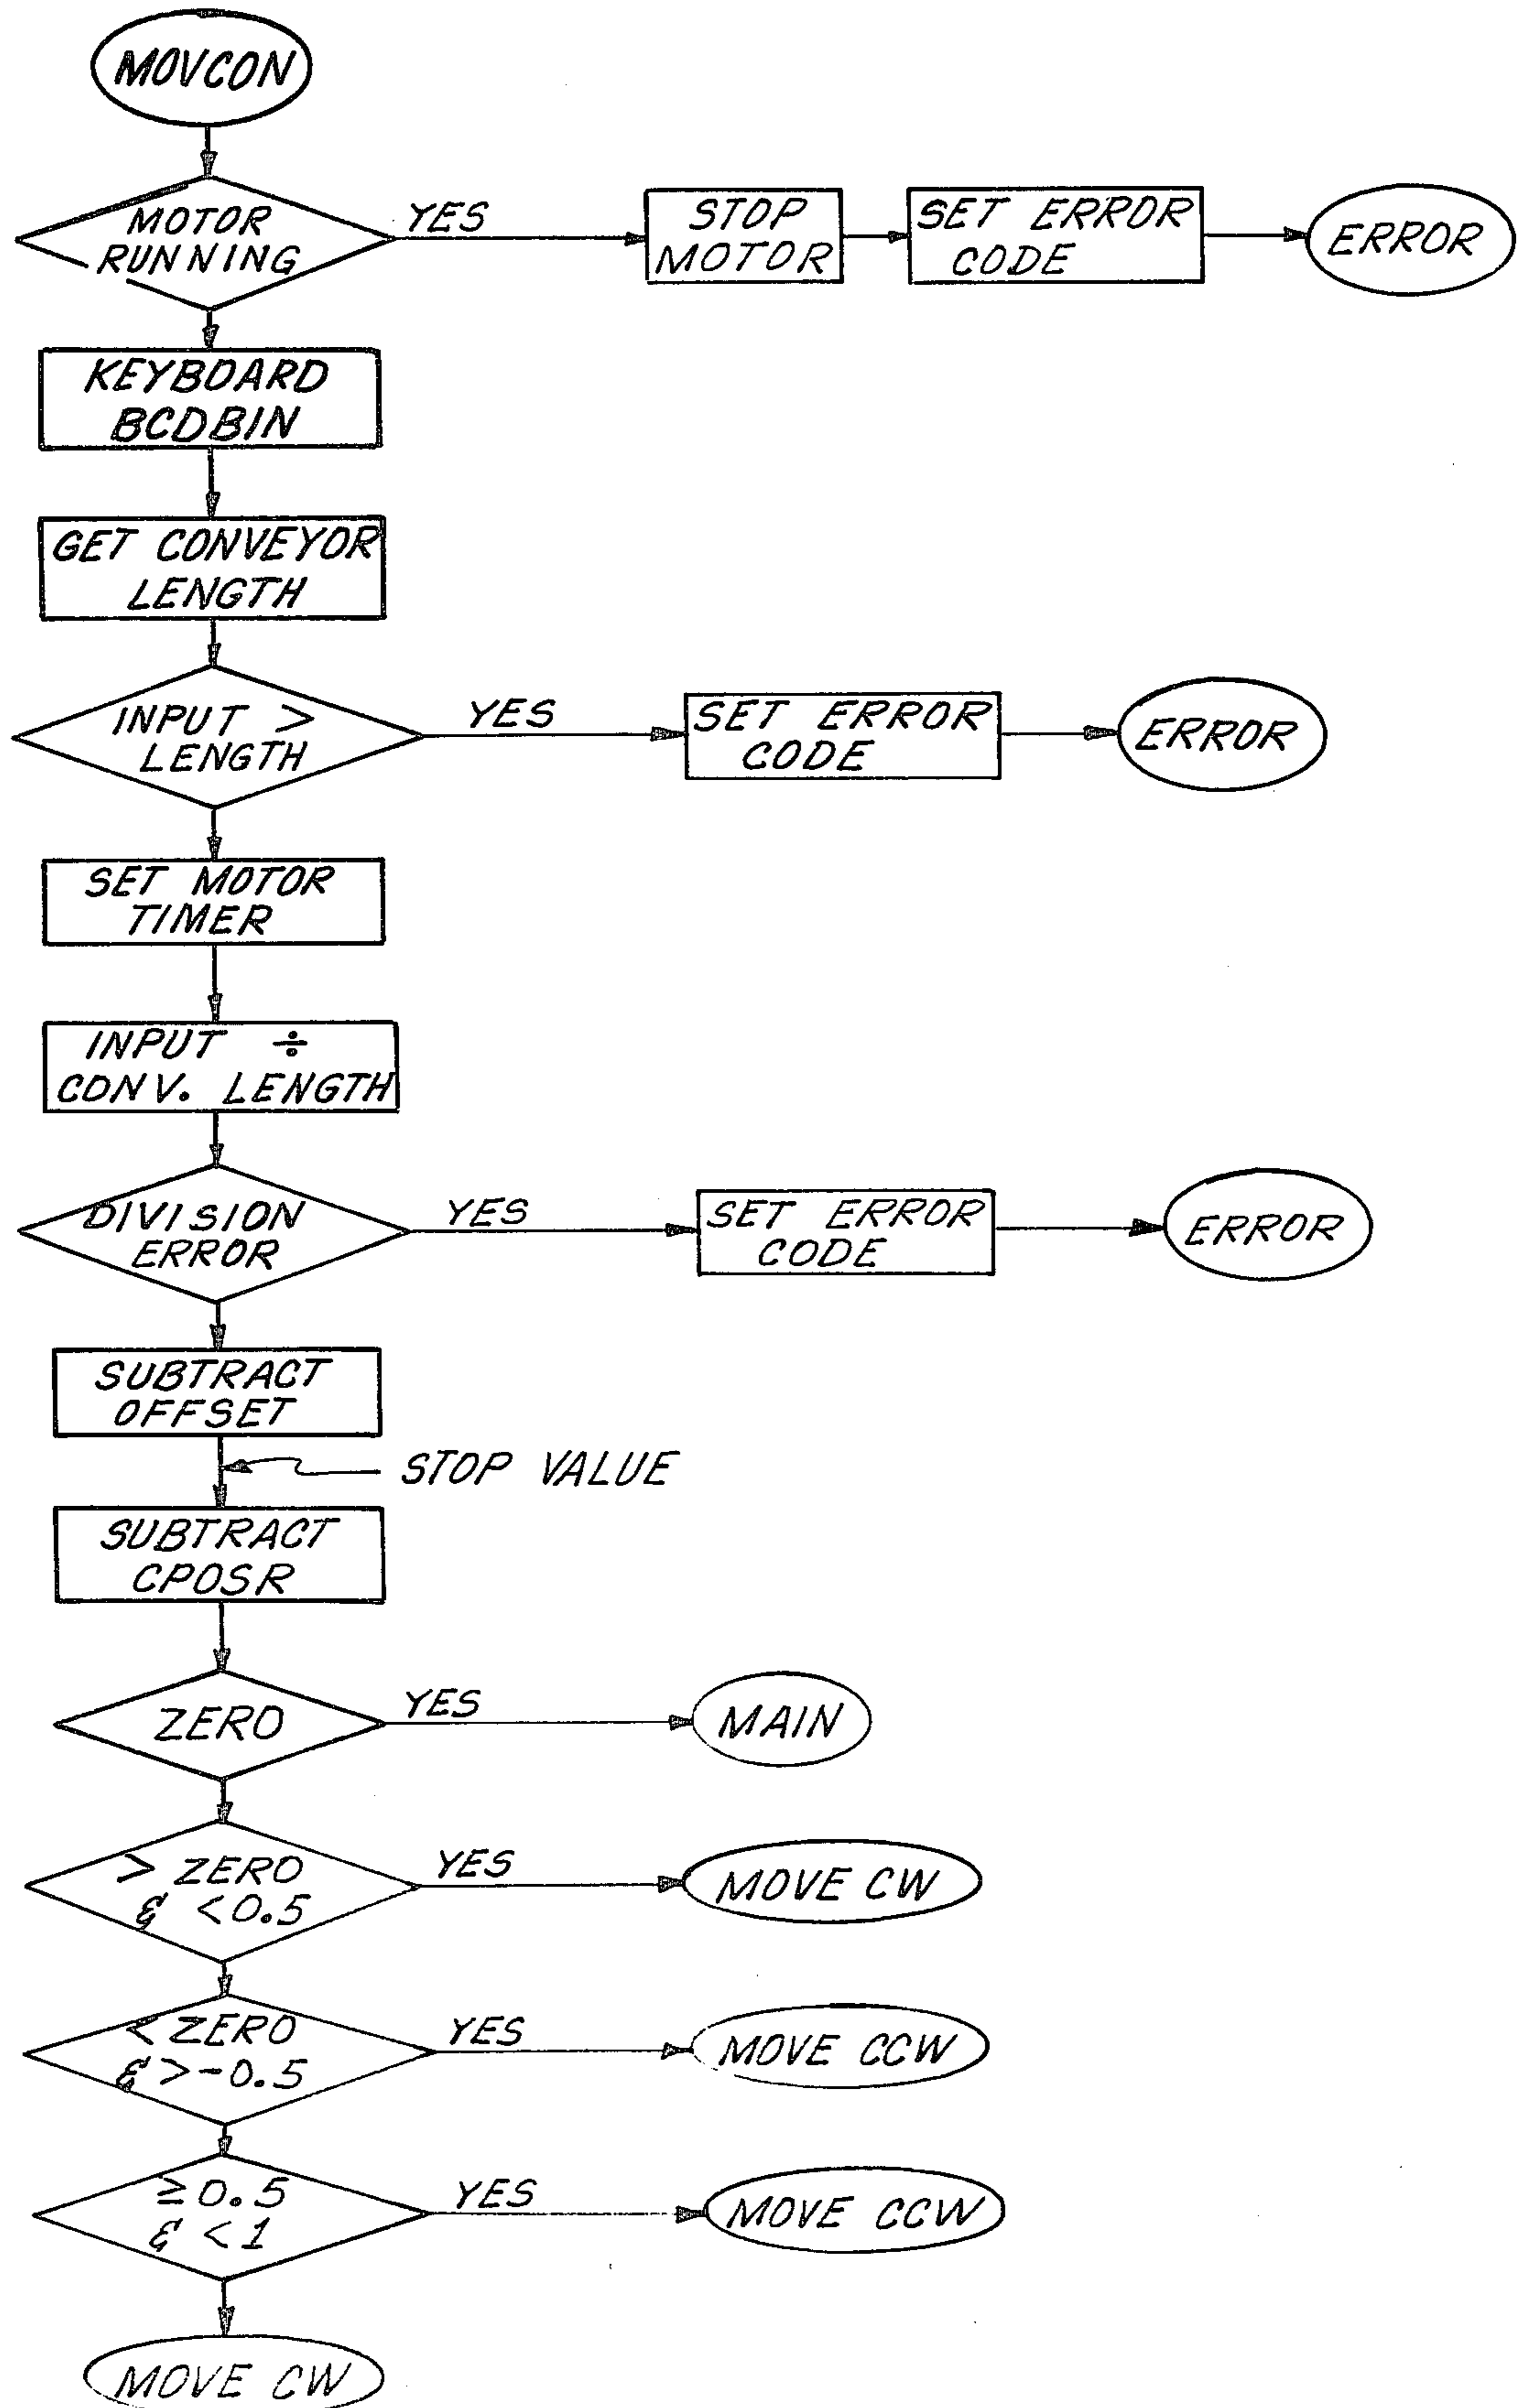 MOVCON
MOTOR
RUNNING
YES
STOP
MOTOR
SET ERROR
CODE
ERROR
KEYBOARD
BCDBIN
GET CONVEYOR
LENGTH
INPUT >
LENGTH
YES
SET ERROR
CODE
ERROR
SET MOTOR
TIMER
INPUT ÷
CONV. LENGTH
DIVISION
ERROR
YES
SET ERROR
CODE
ERROR
SUBTRACT
OFFSET
STOP VALUE
SUBTRACT
CPOSR
ZERO
YES
MAIN
> ZERO
& <0.5
YES
MOVE CW
< ZERO
& >-0.5
YES
MOVE CCW
≥0.5
& <1
YES
MOVE CCW
MOVE CW